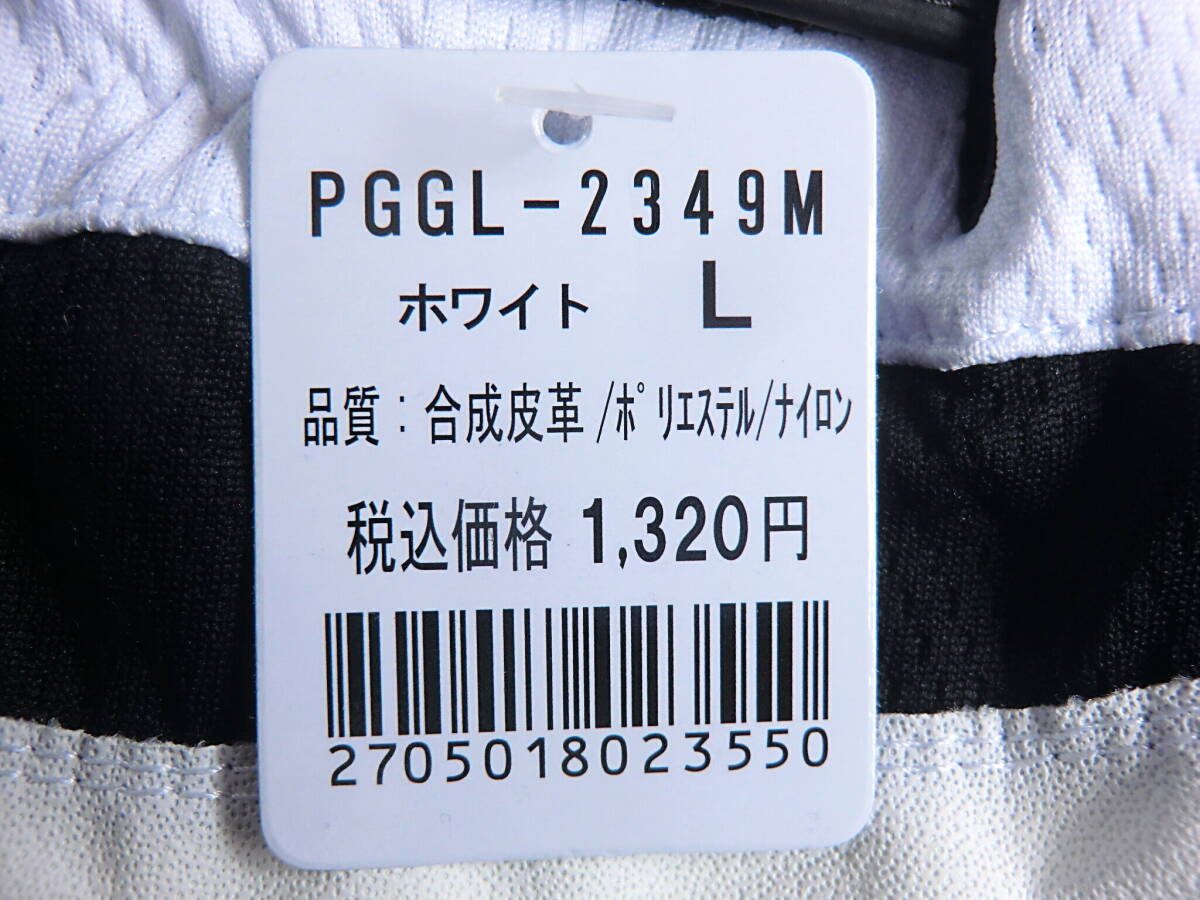 PGGL-2349M
ホワイト L
品質:合成皮革/ﾎﾟﾘｴｽﾃﾙ/ﾅｲﾛﾝ
税込価格 1,320円
2705018023550